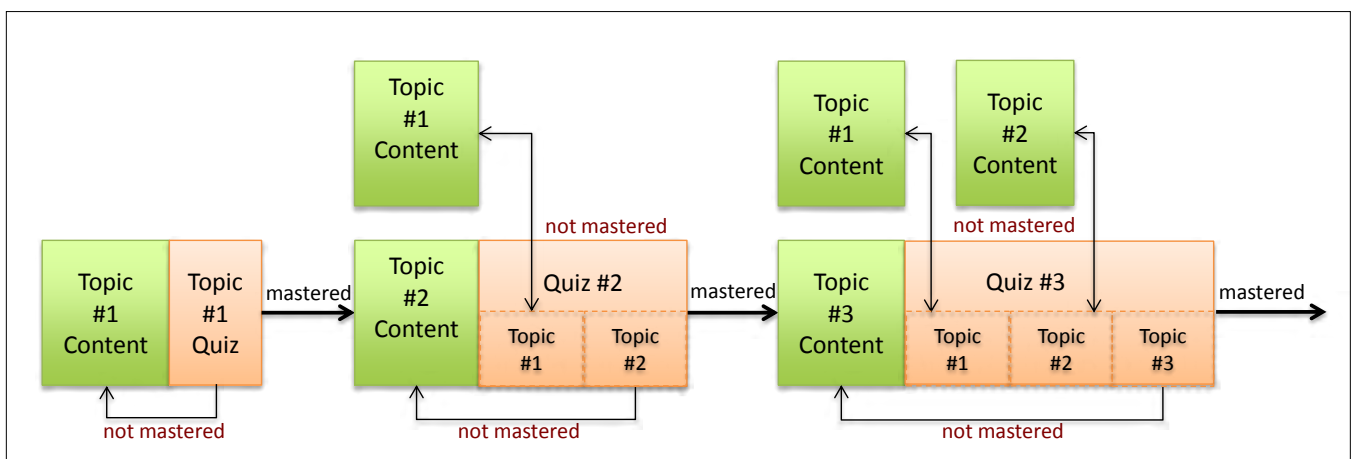 Topic
#1
Content
Topic
#1
Content
Topic
#2
Content
not mastered
not mastered
Topic
#1
Content
Topic
#1
Quiz
mastered
Topic
#2
Content
Quiz #2
Topic
#1
Topic
#2
mastered
Topic
#3
Content
Quiz #3
Topic
#1
Topic
#2
Topic
#3
mastered
not mastered
not mastered
not mastered